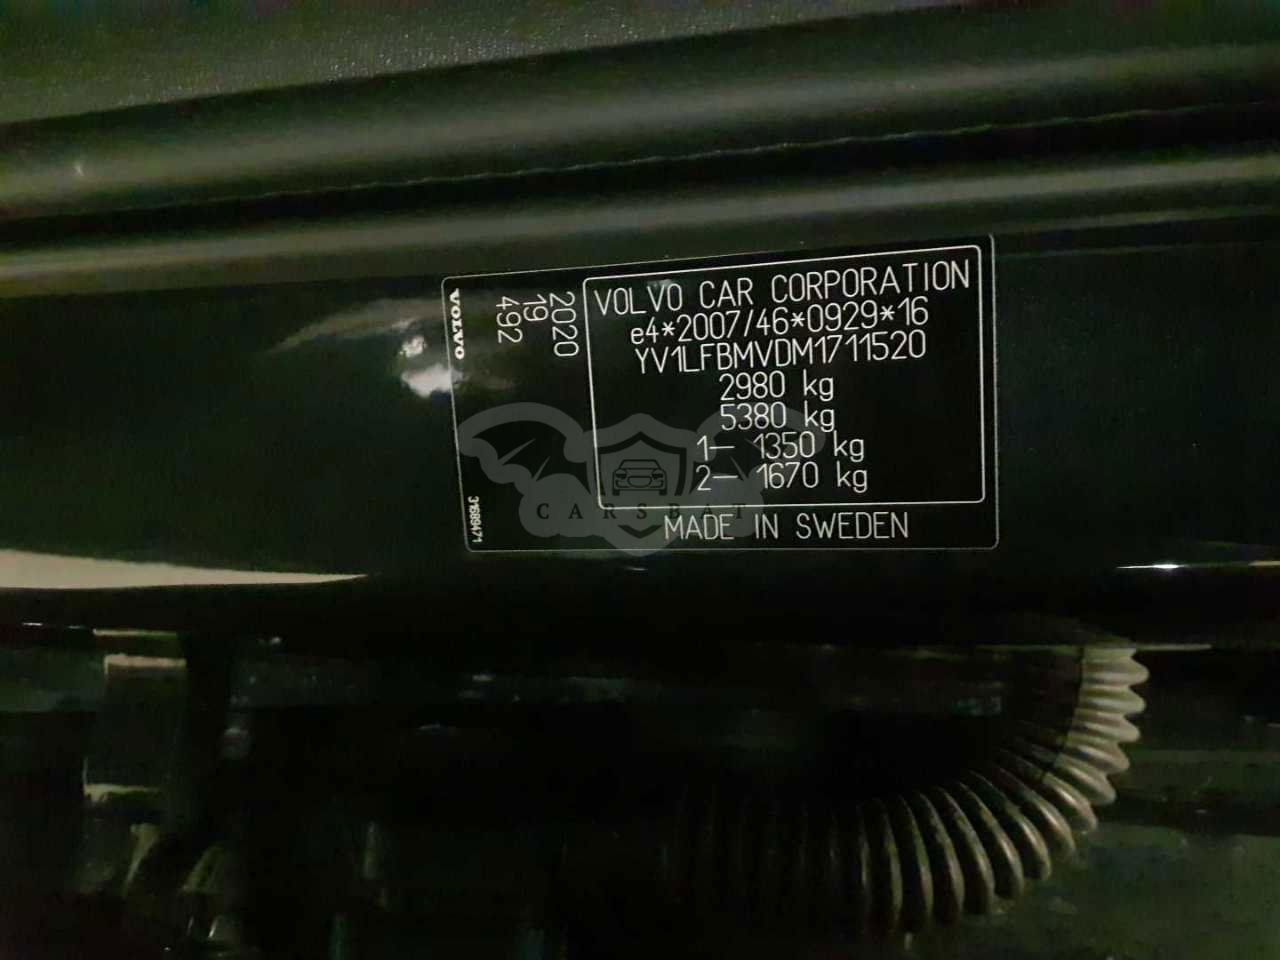 VOLVO
2020
19
492
31689471
VOLVO CAR CORPORATION
e4*2007/46*0929*16
YV1LFBMVDM1711520
2980 kg
5380 kg
1— 1350 kg
2— 1670 kg
MADE IN SWEDEN
CARSBAT